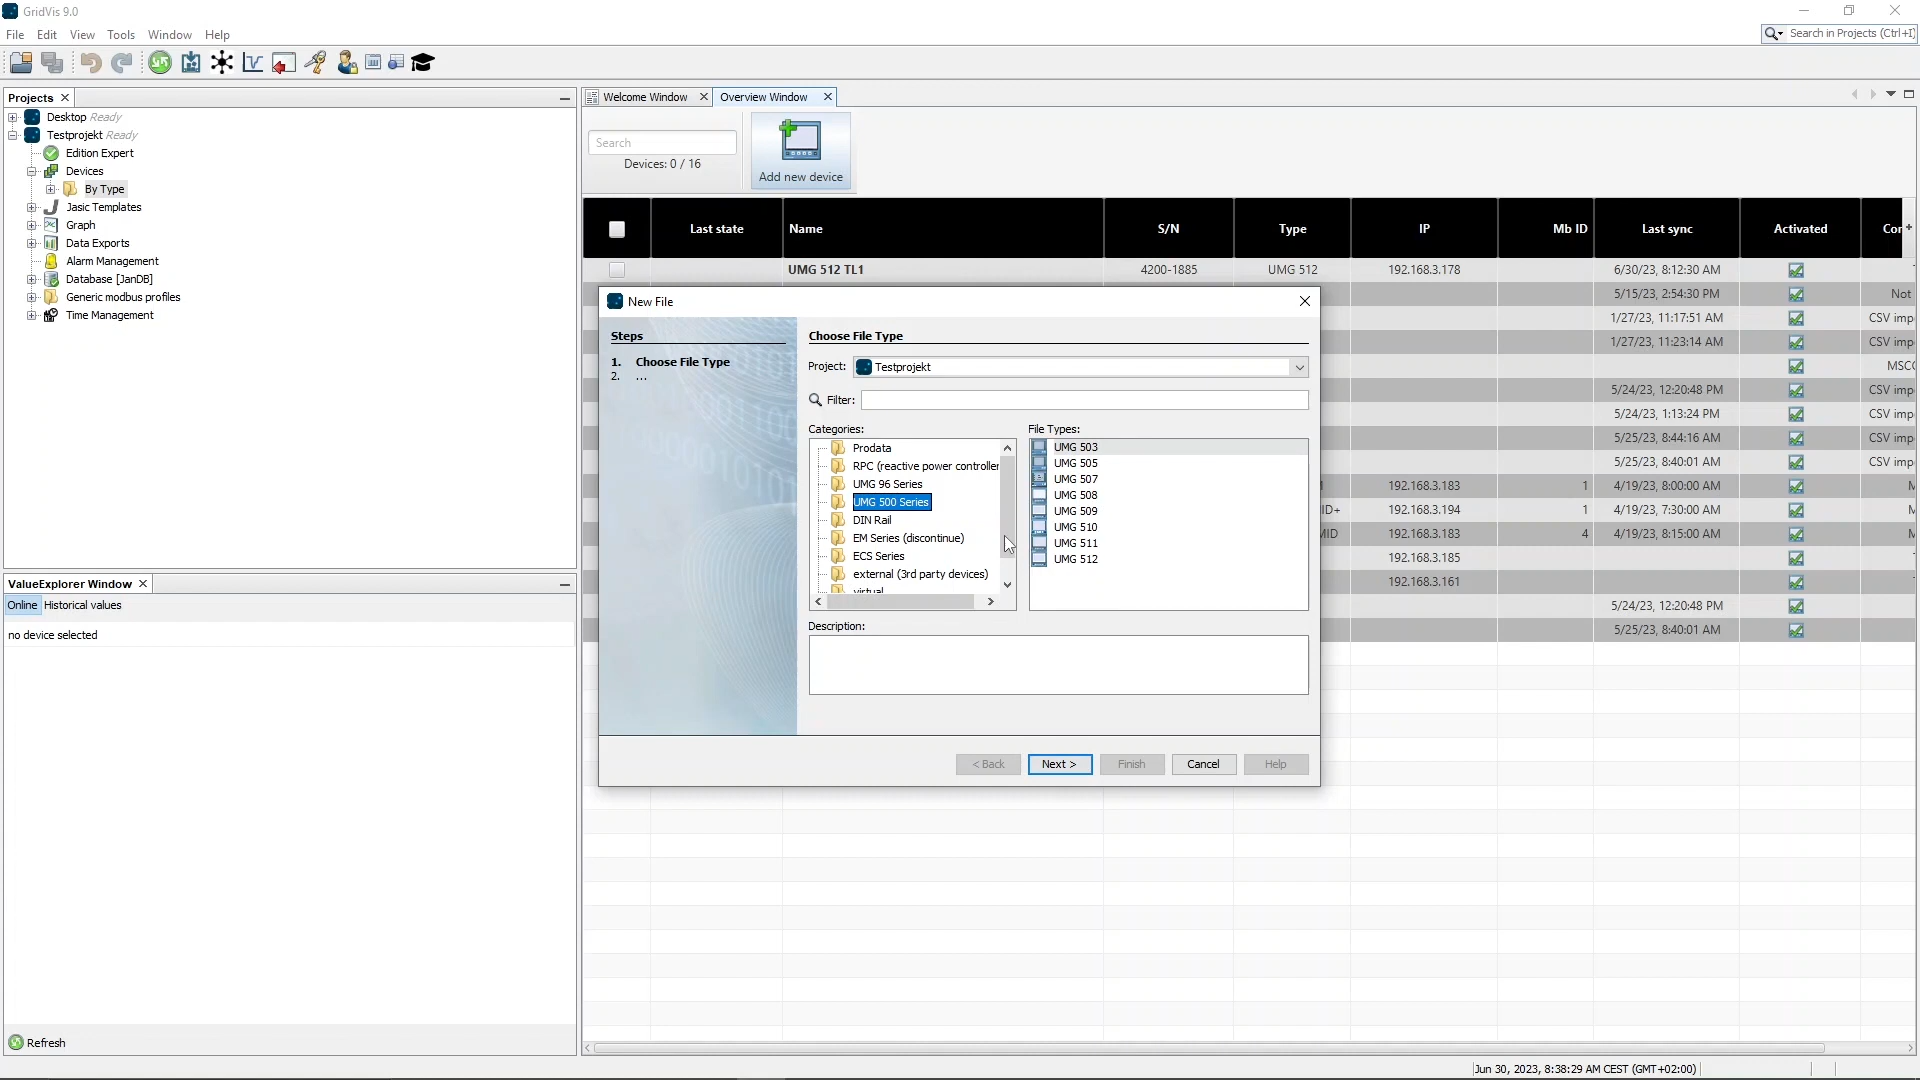 GridVis 9.0
File Edit View Tools Window Help
Search in Projects (Ctrl+I)
Projects
Desktop Ready
Testprojekt Ready
Edition Expert
Devices
By Type
Jasic Templates
Graph
Data Exports
Alarm Management
Database [JanDB]
Generic modbus profiles
Time Management
ValueExplorer Window
Online Historical values
no device selected
Refresh
Welcome Window Overview Window
Search
Devices: 0 / 16
Add new device
Last state Name S/N Type IP Mb ID Last sync Activated Cor
UMG 512 TL1 4200-1885 UMG 512 192.168.3.178 6/30/23, 8:12:30 AM
5/15/23, 2:54:30 PM Not
1/27/23, 11:17:51 AM CSV imp
1/27/23, 11:23:14 AM CSV imp
MSC
5/24/23, 12:20:48 PM CSV imp
5/24/23, 1:13:24 PM CSV imp
5/25/23, 8:44:16 AM CSV imp
5/25/23, 8:40:01 AM CSV imp
192.168.3.183 1 4/19/23, 8:00:00 AM
ID+ 192.168.3.194 1 4/19/23, 7:30:00 AM
MID 192.168.3.183 4 4/19/23, 8:15:00 AM
192.168.3.185
192.168.3.161
5/24/23, 12:20:48 PM
5/25/23, 8:40:01 AM
New File
Steps
1. Choose File Type
2. ...
Choose File Type
Project: Testprojekt
Filter:
Categories:
Prodata
RPC (reactive power controller
UMG 96 Series
UMG 500 Series
DIN Rail
EM Series (discontinue)
ECS Series
external (3rd party devices)
virtual
File Types:
UMG 503
UMG 505
UMG 507
UMG 508
UMG 509
UMG 510
UMG 511
UMG 512
Description:
< Back Next > Finish Cancel Help
Jun 30, 2023, 8:38:29 AM CEST (GMT+02:00)